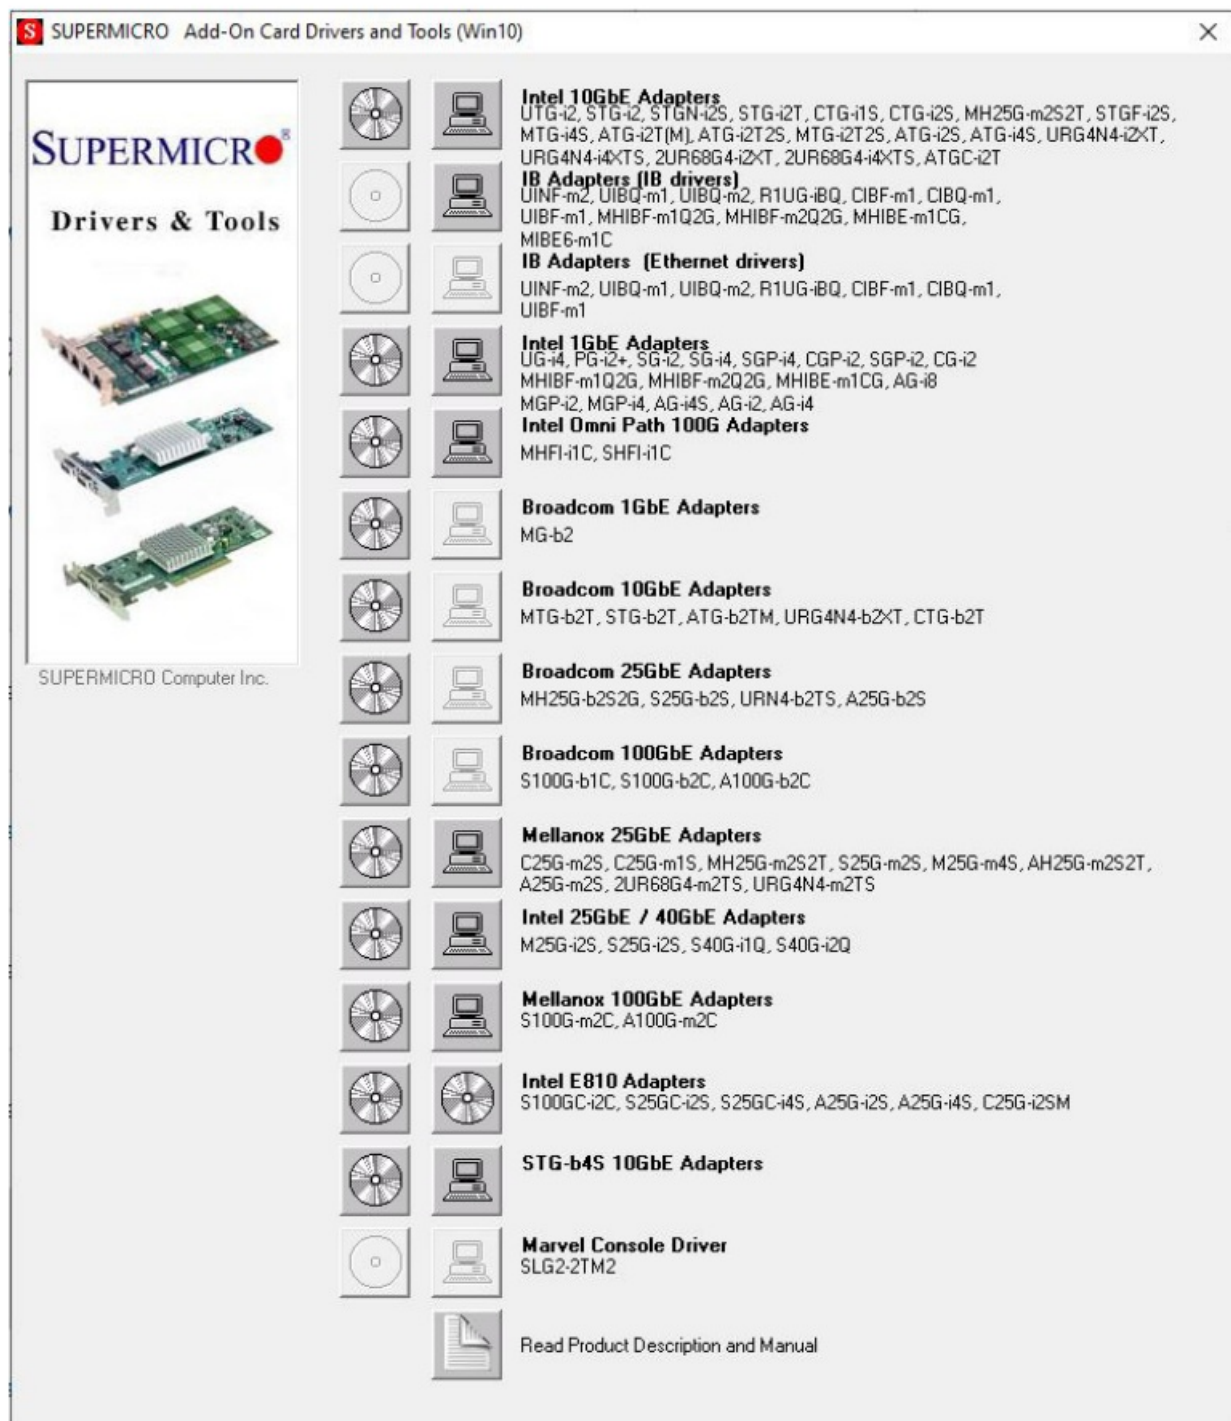 S SUPERMICRO Add-On Card Drivers and Tools (Win10)
SUPERMICRO®
Drivers & Tools
SUPERMICRO Computer Inc.
Intel 10GbE Adapters
UTG-i2, STG-i2, STGN-i2S, STG-i2T, CTG-i1S, CTG-i2S, MH25G-m2S2T, STGF-i2S,
MTG-i4S, ATG-i2T(M), ATG-i2T2S, MTG-i2T2S, ATG-i2S, ATG-i4S, URG4N4-i2XT,
URG4N4-i4XTS, 2UR68G4-i2XT, 2UR68G4-i4XTS, ATGC-i2T
IB Adapters (IB drivers)
UINF-m2, UIBQ-m1, UIBQ-m2, R1UG-iBQ, CIBF-m1, CIBQ-m1,
UIBF-m1, MHIBF-m1Q2G, MHIBF-m2Q2G, MHIBE-m1CG,
MIBE6-m1C
IB Adapters (Ethernet drivers)
UINF-m2, UIBQ-m1, UIBQ-m2, R1UG-iBQ, CIBF-m1, CIBQ-m1,
UIBF-m1
Intel 1GbE Adapters
UG-i4, PG-i2+, SG-i2, SG-i4, SGP-i4, CGP-i2, SGP-i2, CG-i2
MHIBF-m1Q2G, MHIBF-m2Q2G, MHIBE-m1CG, AG-i8
MGP-i2, MGP-i4, AG-i4S, AG-i2, AG-i4
Intel Omni Path 100G Adapters
MHFI-i1C, SHFI-i1C
Broadcom 1GbE Adapters
MG-b2
Broadcom 10GbE Adapters
MTG-b2T, STG-b2T, ATG-b2TM, URG4N4-b2XT, CTG-b2T
Broadcom 25GbE Adapters
MH25G-b2S2G, S25G-b2S, URN4-b2TS, A25G-b2S
Broadcom 100GbE Adapters
S100G-b1C, S100G-b2C, A100G-b2C
Mellanox 25GbE Adapters
C25G-m2S, C25G-m1S, MH25G-m2S2T, S25G-m2S, M25G-m4S, AH25G-m2S2T,
A25G-m2S, 2UR68G4-m2TS, URG4N4-m2TS
Intel 25GbE / 40GbE Adapters
M25G-i2S, S25G-i2S, S40G-i1Q, S40G-i2Q
Mellanox 100GbE Adapters
S100G-m2C, A100G-m2C
Intel E810 Adapters
S100GC-i2C, S25GC-i2S, S25GC-i4S, A25G-i2S, A25G-i4S, C25G-i2SM
STG-b4S 10GbE Adapters
Marvel Console Driver
SLG2-2TM2
Read Product Description and Manual